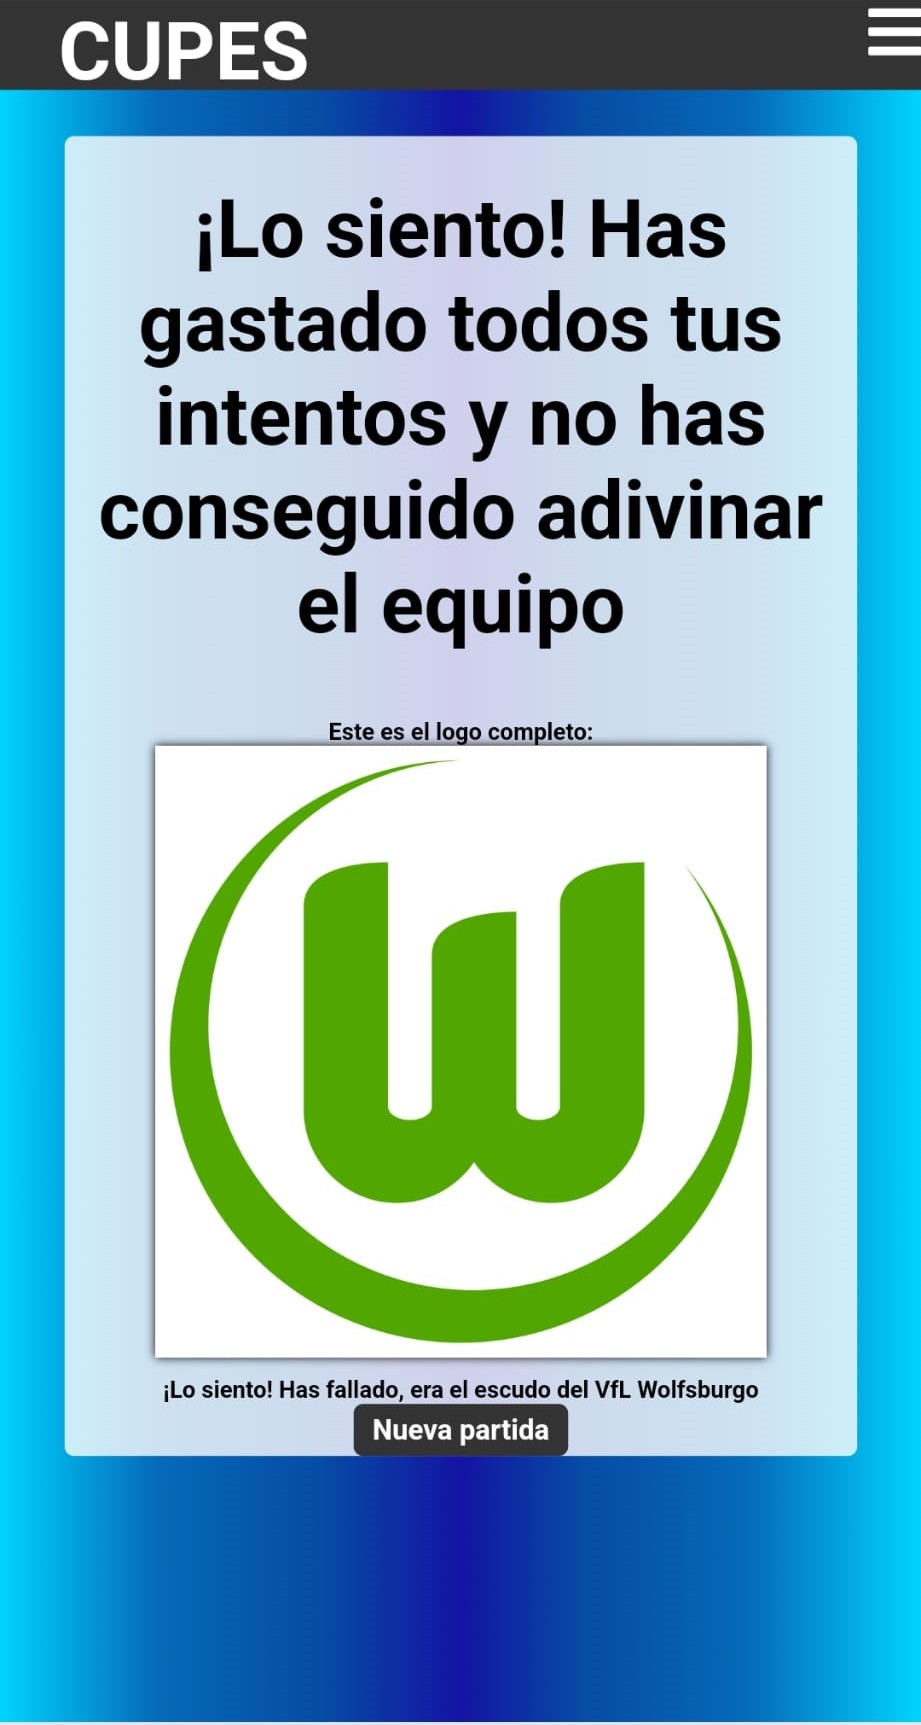 CUPES
¡Lo siento! Has
gastado todos tus
intentos y no has
conseguido adivinar
el equipo
Este es el logo completo:
W
¡Lo siento! Has fallado, era el escudo del VfL Wolfsburgo
Nueva partida